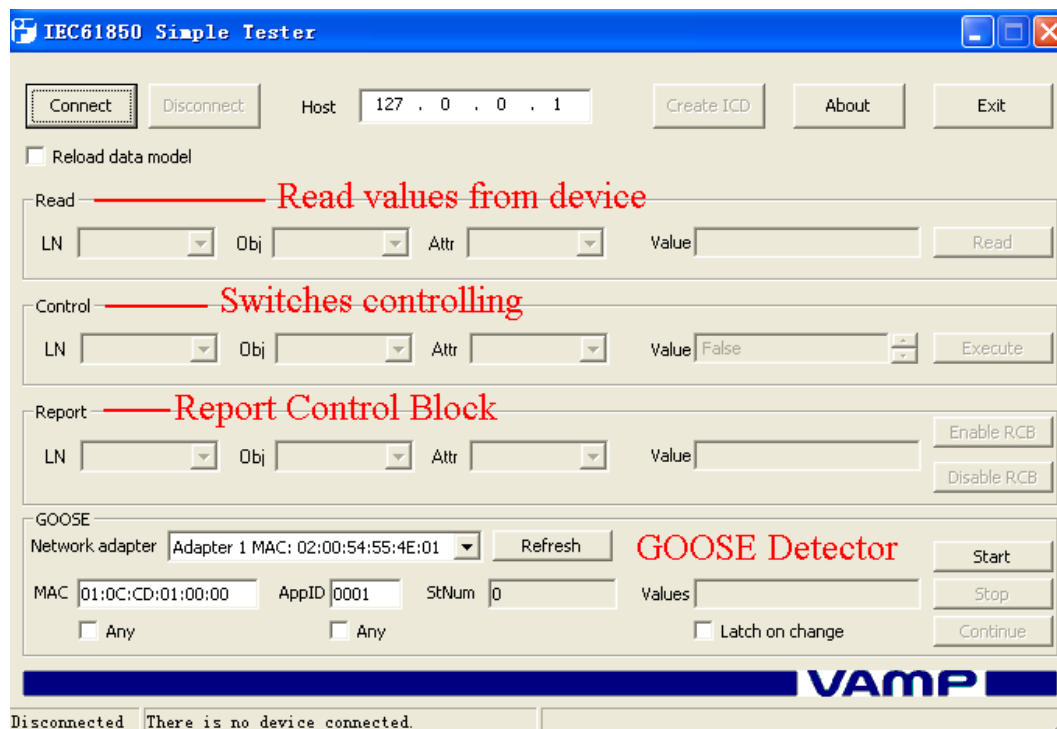 IEC61850 Simple Tester
Connect Disconnect Host 127 . 0 . 0 . 1 Create ICD About Exit
Reload data model
Read Read values from device
LN Obj Attr Value Read
Control Switches controlling
LN Obj Attr Value False Execute
Report Report Control Block
Enable RCB
LN Obj Attr Value
Disable RCB
GOOSE
Network adapter Adapter 1 MAC: 02:00:54:55:4E:01 Refresh GOOSE Detector Start
MAC 01:0C:CD:01:00:00 AppID 0001 StNum 0 Values Stop
Any Any Latch on change Continue
VAMP
Disconnected There is no device connected.